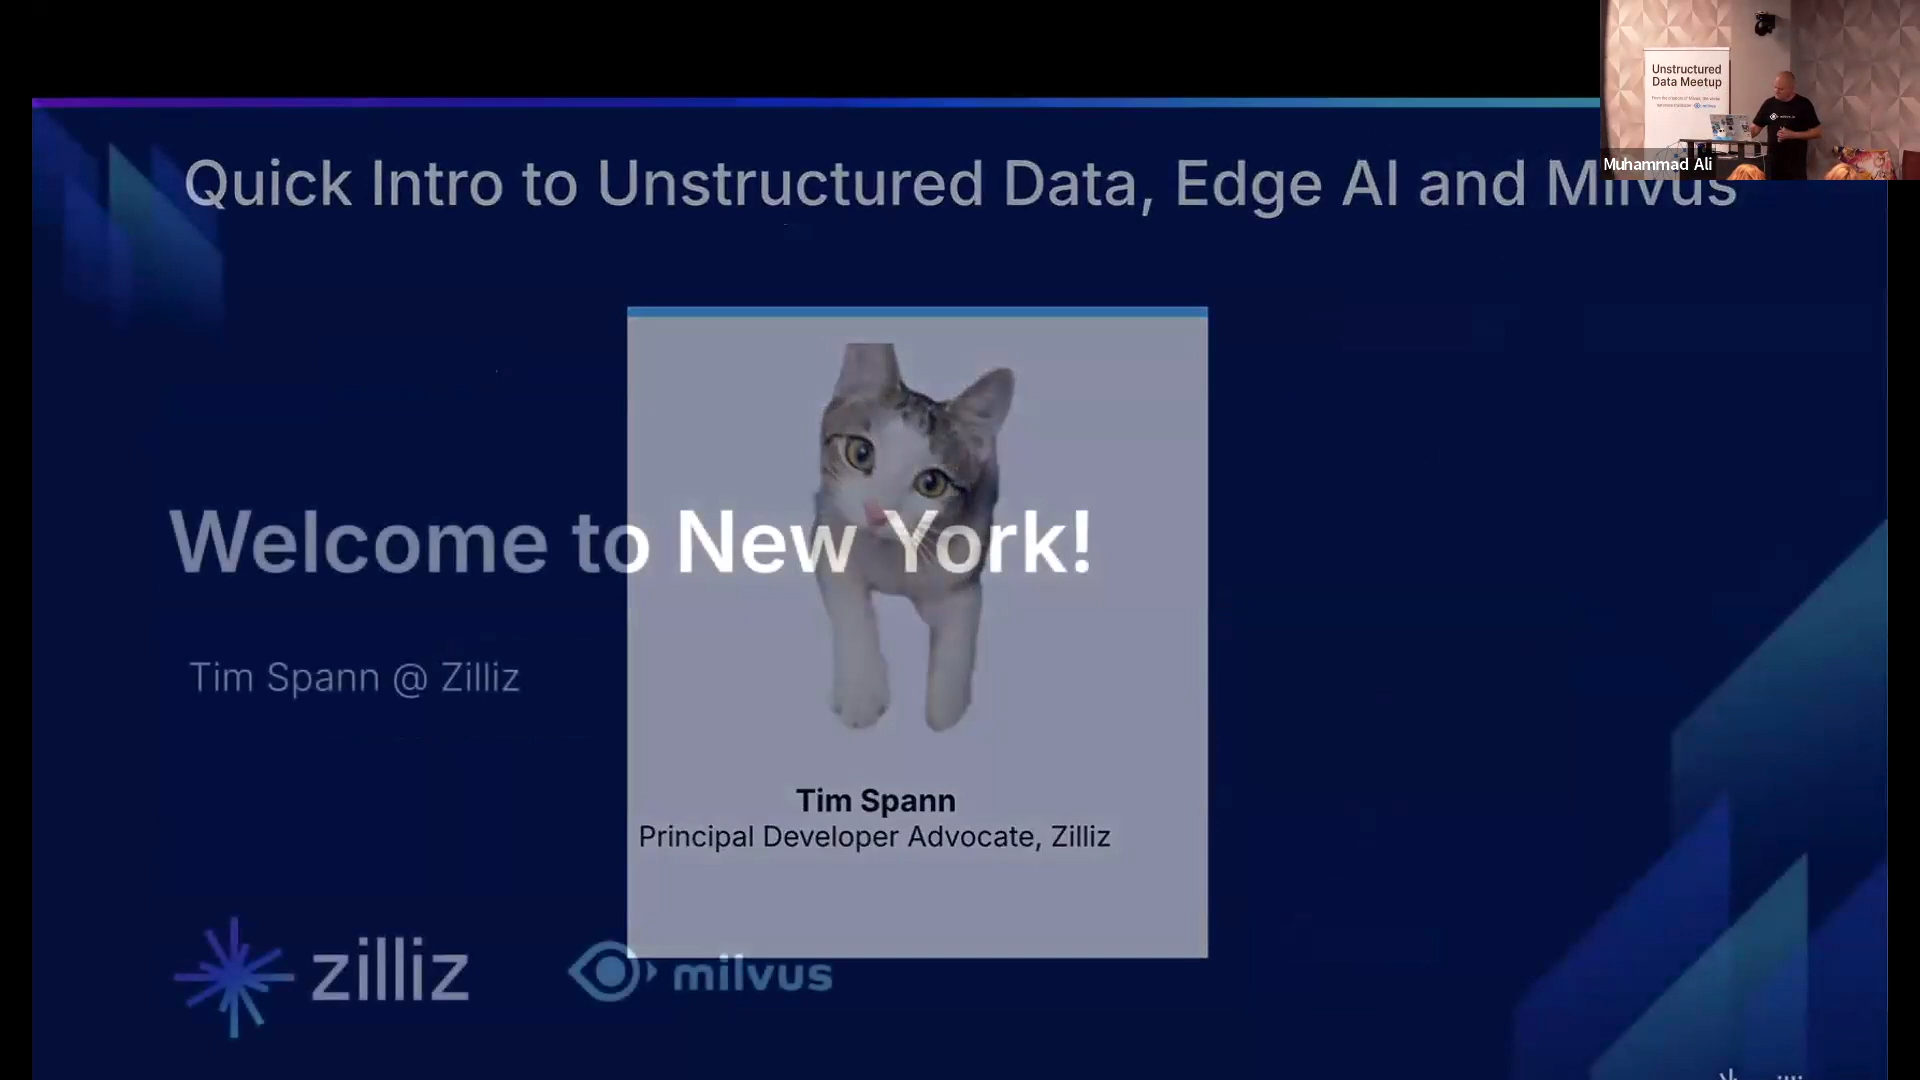 Unstructured
Data Meetup
milvus
Muhammad Ali
Quick Intro to Unstructured Data, Edge AI and Milvus
Welcome to New York!
Tim Spann @ Zilliz
Tim Spann
Principal Developer Advocate, Zilliz
zilliz
milvus